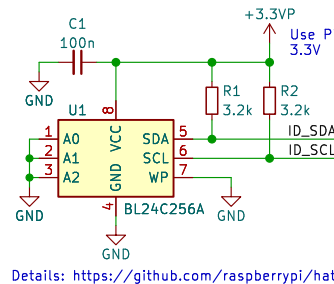 +3.3VP
C1
100n
Use P
3.3V
GND
R1
3.2k
R2
3.2k
U1
8
VCC
1 A0
2 A1
3 A2
SDA 5
SCL 6
WP 7
ID_SDA
ID_SCL
GND
4
BL24C256A
GND
GND
GND
Details: https://github.com/raspberrypi/hat